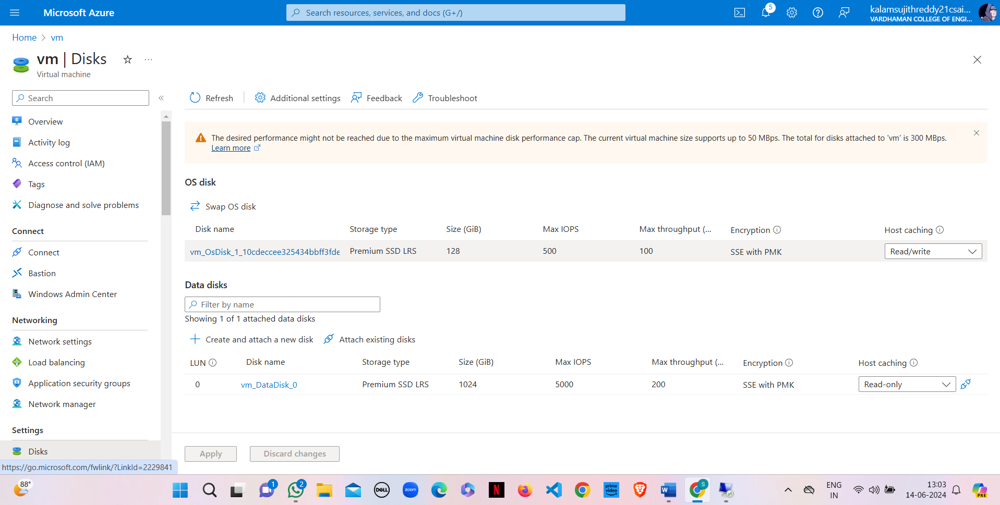 Microsoft Azure
Search resources, services, and docs (G+/)
5
kalamsujithreddy21csai...
VARDHAMAN COLLEGE OF ENGI...
Home > vm
vm | Disks
Virtual machine
Search
«
Refresh
Additional settings
Feedback
Troubleshoot
Overview
Activity log
Access control (IAM)
Tags
Diagnose and solve problems
Connect
Connect
Bastion
Windows Admin Center
Networking
Network settings
Load balancing
Application security groups
Network manager
Settings
Disks
The desired performance might not be reached due to the maximum virtual machine disk performance cap. The current virtual machine size supports up to 50 MBps. The total for disks attached to 'vm' is 300 MBps.
Learn more
OS disk
Swap OS disk
Disk name Storage type Size (GiB) Max IOPS Max throughput (... Encryption Host caching
vm_OsDisk_1_10cdeccee325434bbff3fde Premium SSD LRS 128 500 100 SSE with PMK Read/write
Data disks
Filter by name
Showing 1 of 1 attached data disks
Create and attach a new disk
Attach existing disks
LUN Disk name Storage type Size (GiB) Max IOPS Max throughput (... Encryption Host caching
0 vm_DataDisk_0 Premium SSD LRS 1024 5000 200 SSE with PMK Read-only
Apply
Discard changes
https://go.microsoft.com/fwlink/?LinkId=2229841
88°
1
2
DELL
zoom
N
prime video
W
S
ENG
IN
13:03
14-06-2024
PRE